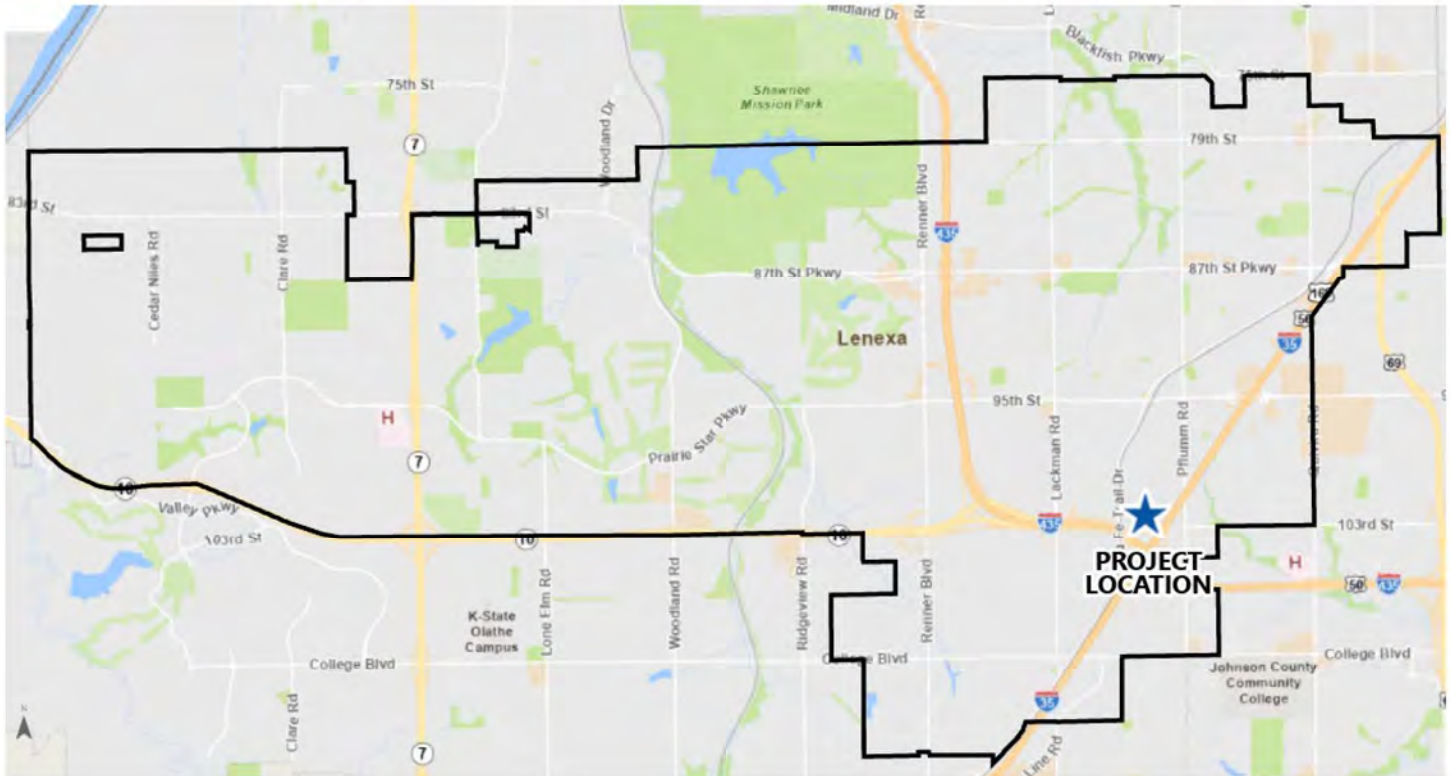 Midland Dr
Blackfish Pkwy
75th St
75th St
Shawnee
Mission Park
7
Woodland Dr
79th St
83rd St
83rd St
Renner Blvd
435
Cedar Niles Rd
Clare Rd
87th St Pkwy
87th St Pkwy
169
56
35
69
Lenexa
H
95th St
Prairie Star Pkwy
Lackman Rd
Pflumm Rd
7
10
Valley Pkwy
103rd St
10
10
435
Trail Dr
103rd St
PROJECT
LOCATION
H
50
435
K-State
Olathe
Campus
Lone Elm Rd
Woodland Rd
Ridgeview Rd
Renner Blvd
College Blvd
College Blvd
College Blvd
Johnson County
Community
College
Clare Rd
35
N
7
Line Rd